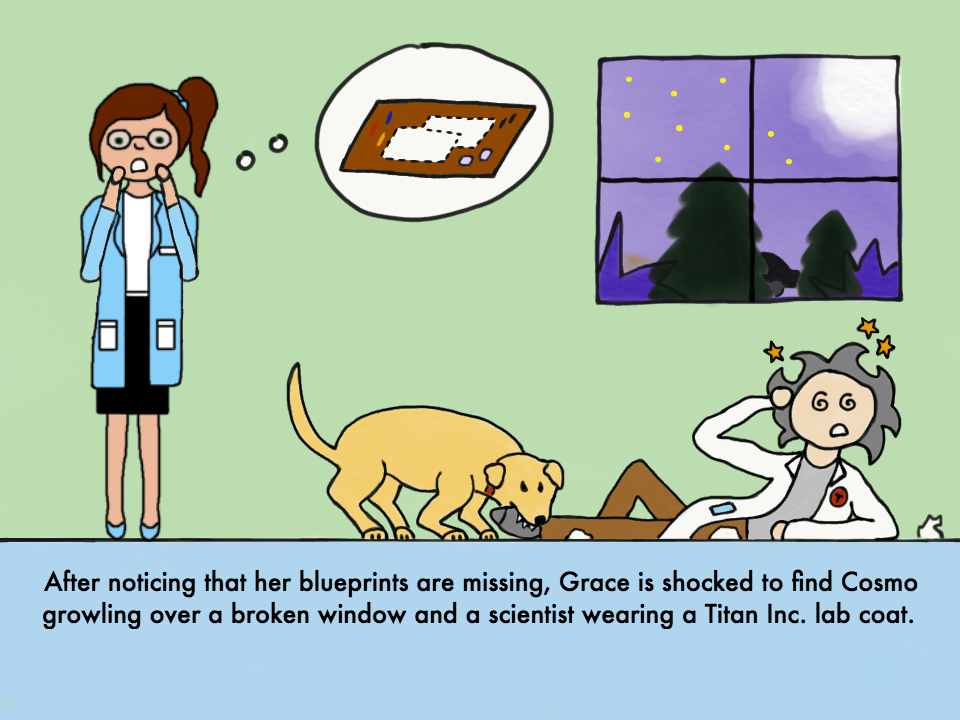 After noticing that her blueprints are missing, Grace is shocked to find Cosmo
growling over a broken window and a scientist wearing a Titan Inc. lab coat.